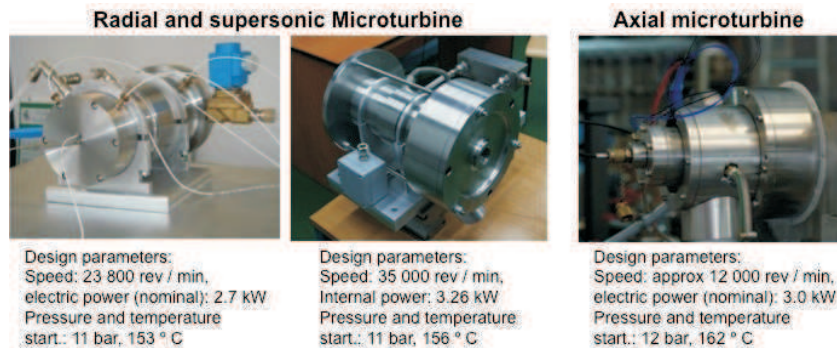 Radial and supersonic Microturbine
Axial microturbine
Design parameters:
Speed: 23 800 rev / min,
electric power (nominal): 2.7 kW
Pressure and temperature
start.: 11 bar, 153 º C
Design parameters:
Speed: 35 000 rev / min,
Internal power: 3.26 kW
Pressure and temperature
start.: 11 bar, 156 º C
Design parameters:
Speed: approx 12 000 rev / min,
electric power (nominal): 3.0 kW
Pressure and temperature
start.: 12 bar, 162 º C